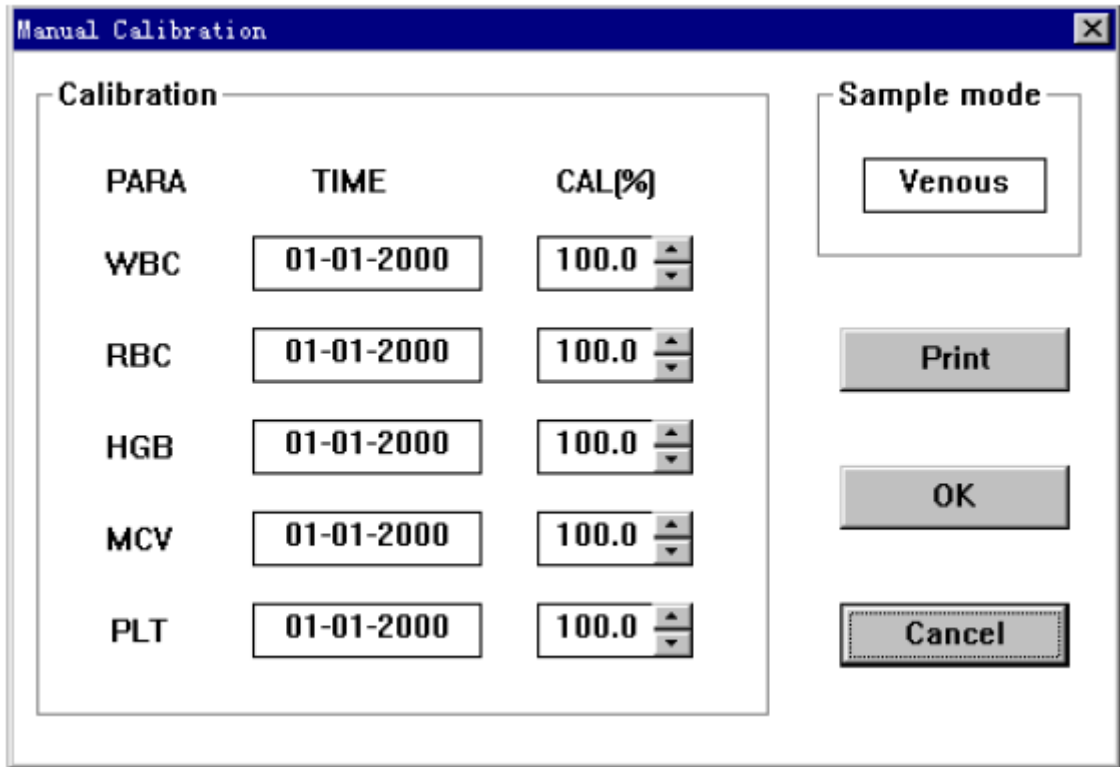 Manual Calibration
Calibration
Sample mode
PARA TIME CAL(%)
Venous
WBC 01-01-2000 100.0
RBC 01-01-2000 100.0
Print
HGB 01-01-2000 100.0
OK
MCV 01-01-2000 100.0
PLT 01-01-2000 100.0
Cancel